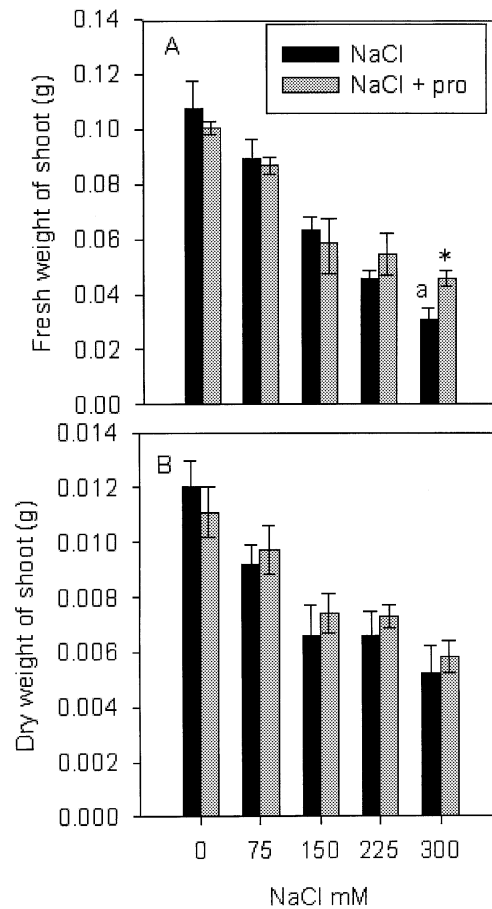 A
NaCl
NaCl + pro
Fresh weight of shoot (g)
0.14
0.12
0.10
0.08
0.06
0.04
0.02
0.00
a
*
B
Dry weight of shoot (g)
0.014
0.012
0.010
0.008
0.006
0.004
0.002
0.000
0 75 150 225 300
NaCl mM